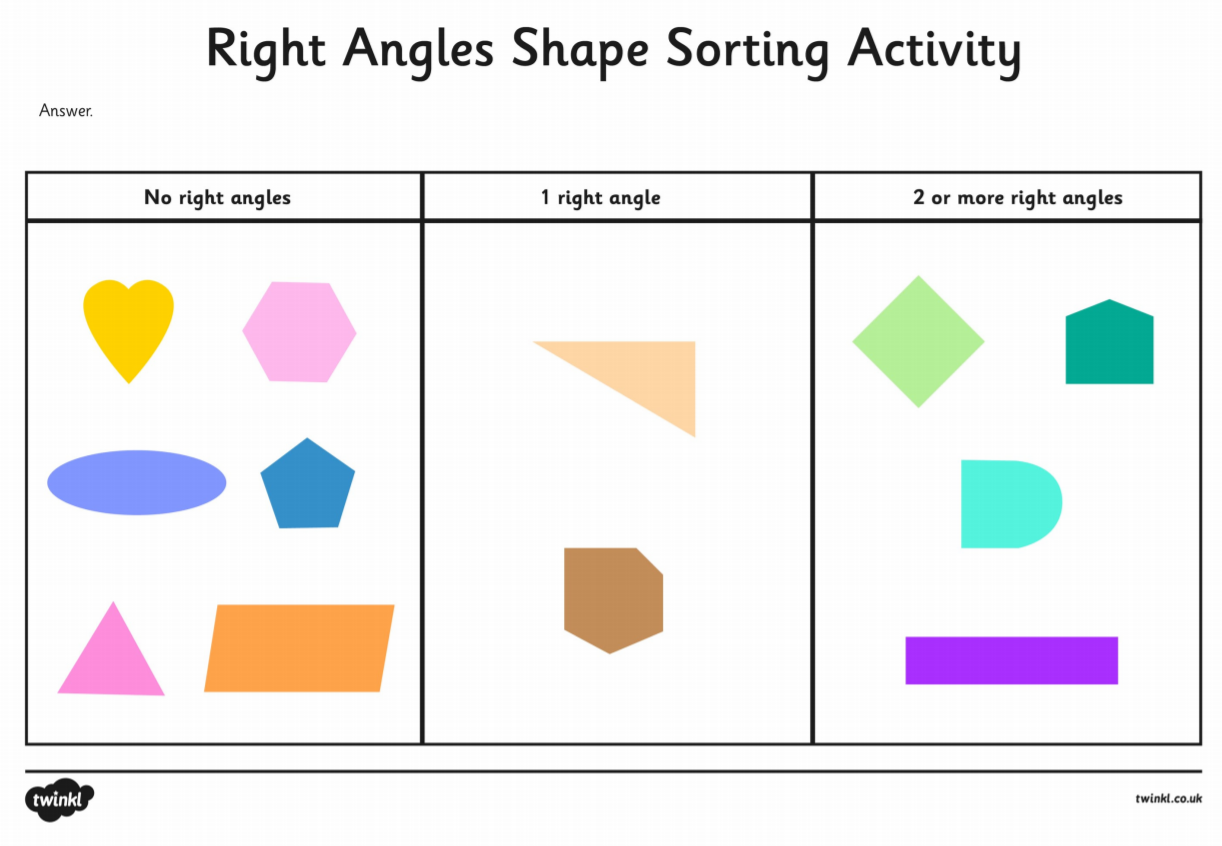 Right Angles Shape Sorting Activity
Answer.
No right angles
1 right angle
2 or more right angles
twinkl
twinkl.co.uk